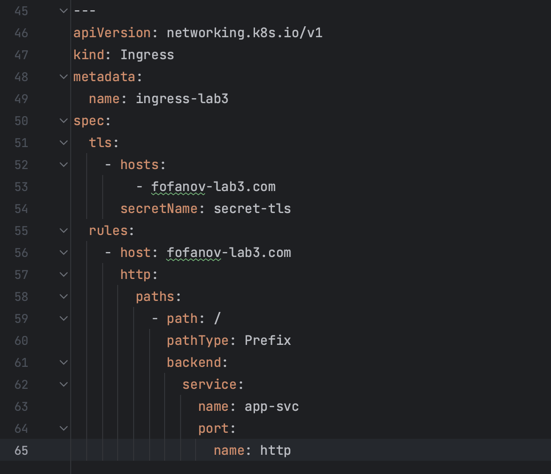 45 ---
46 apiVersion: networking.k8s.io/v1
47 kind: Ingress
48 metadata:
49   name: ingress-lab3
50 spec:
51   tls:
52     - hosts:
53         - fofanov-lab3.com
54       secretName: secret-tls
55   rules:
56     - host: fofanov-lab3.com
57       http:
58         paths:
59           - path: /
60             pathType: Prefix
61             backend:
62               service:
63                 name: app-svc
64                 port:
65                   name: http